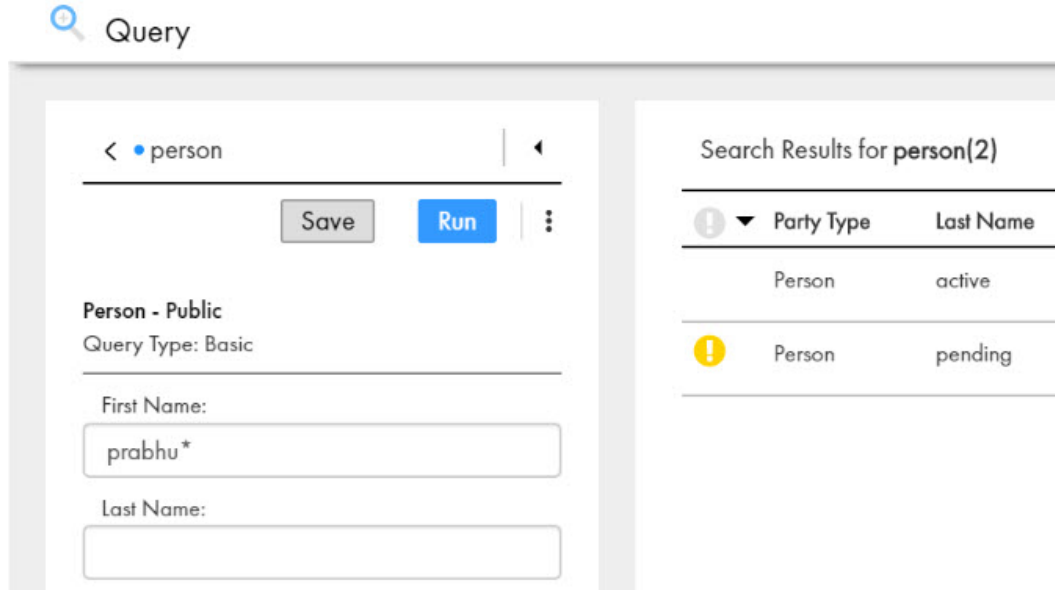 Query
person
Save Run
Person - Public
Query Type: Basic
First Name:
prabhu*
Last Name:
Search Results for person(2)
Party Type Last Name
Person active
Person pending